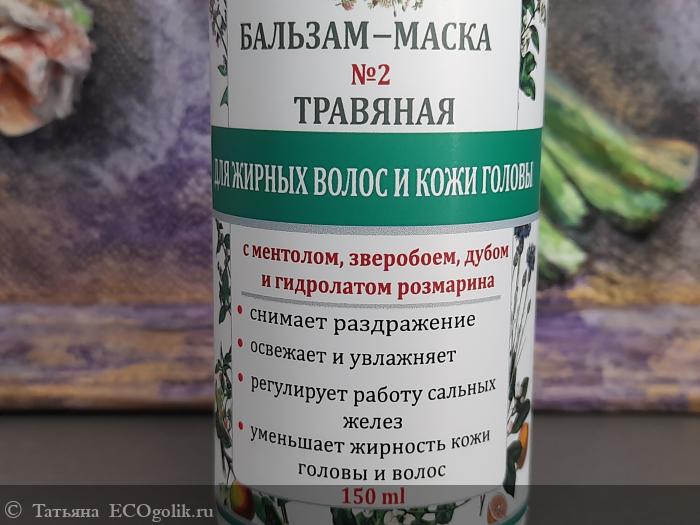 БАЛЬЗАМ–МАСКА
№2
ТРАВЯНАЯ
ДЛЯ ЖИРНЫХ ВОЛОС И КОЖИ ГОЛОВЫ
с ментолом, зверобоем, дубом
и гидролатом розмарина
• снимает раздражение
• освежает и увлажняет
• регулирует работу сальных
желез
• уменьшает жирность кожи
головы и волос
150 ml
© Татьяна ECOgolik.ru